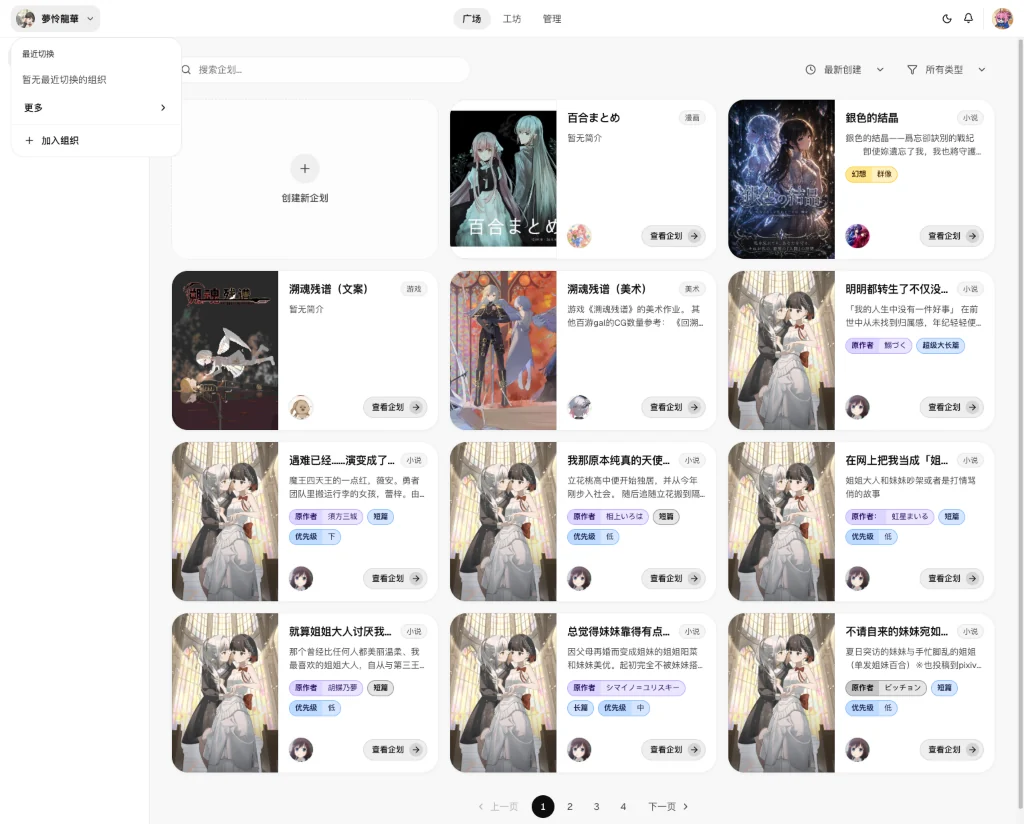 夢怜龍華
广场
工坊
管理
最近切换
暂无最近切换的组织
更多
加入组织
搜索企划...
最新创建
所有类型
创建新企划
百合まとめ
漫画
暂无简介
百合まとめ
查看企划
銀色的結晶
小说
銀色的結晶——爲忘卻訣別的戰紀
即使妳遺忘了我，我也將守護...
幻想 群像
銀色の結晶
查看企划
溯魂残谱（文案）
游戏
暂无简介
溯魂残谱
查看企划
溯魂残谱（美术）
美术
游戏《溯魂残谱》的美术作业。 其
他百游gal的CG数量参考： 《回溯...
查看企划
明明都转生了不仅没...
小说
「我的人生中没有一件好事」 在前
世中从未找到归属感，年纪轻轻便...
原作者
超级大长篇
查看企划
遇难已经......演变成了...
小说
魔王四天王的一点红，薇安。勇者
团队里搬运行李的女孩，蕾梓。由...
原作者 須方三城
短篇
优先级 下
查看企划
我那原本纯真的天使...
小说
立花桃高中便开始独居，并从今年
刚步入社会。 随后追随立花搬到隔...
原作者 相上いろは
短篇
优先级 低
查看企划
在网上把我当成「姐...
小说
姐姐大人和妹妹吵架或者是打情骂
俏的故事
原作者： 虹星まいる
短篇
优先级 低
查看企划
就算姐姐大人讨厌我...
小说
那个曾经比任何人都美丽温柔、我
最喜欢的姐姐大人，自从与第三王...
原作者 胡蝶乃夢
短篇
优先级 低
查看企划
总觉得妹妹靠得有点...
小说
因父母再婚而变成姐妹的姐姐阳菜
和妹妹美优。起初完全不被妹妹搭...
原作者 シマイノ＝ユリスキー
长篇
优先级 中
查看企划
不请自来的妹妹宛如...
小说
夏日突访的妹妹与手忙脚乱的姐姐
（单发姐妹百合）※也投稿到pixiv...
原作者 ピッチョン
短篇
优先级 低
查看企划
上一页
1
2
3
4
下一页